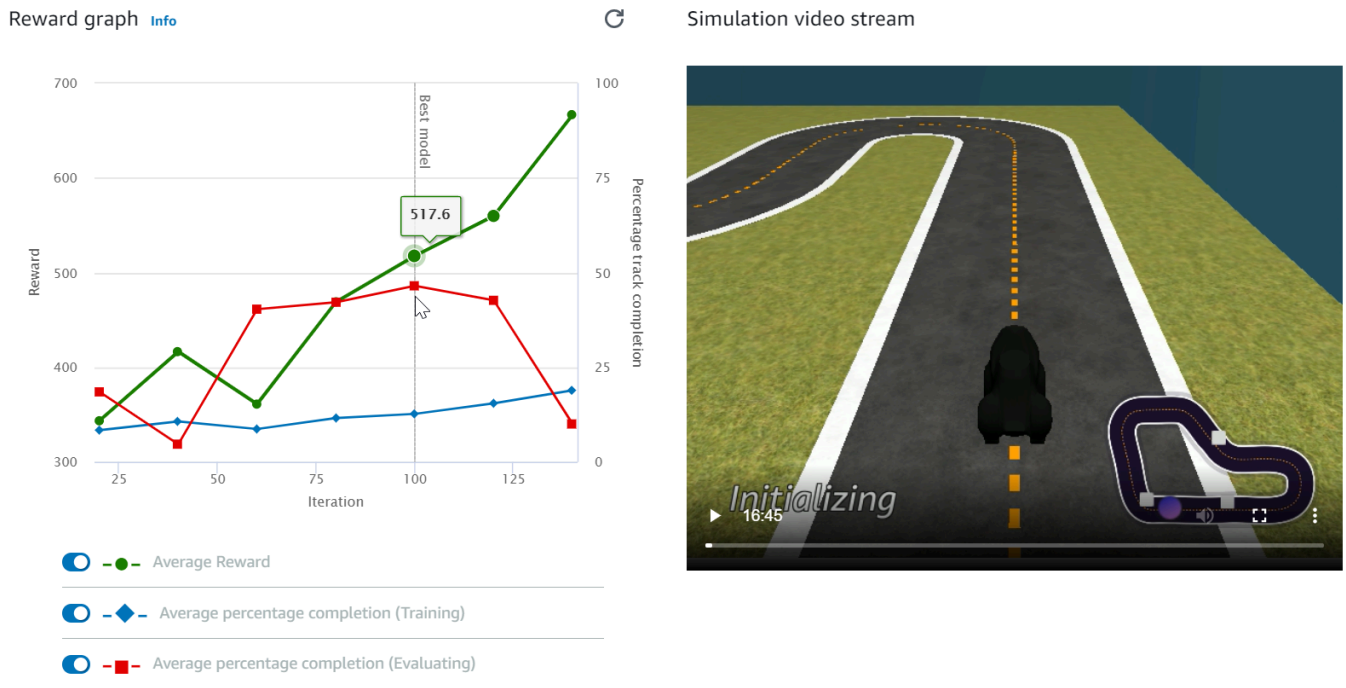 Reward graph Info
Simulation video stream
700
600
500
400
300
Reward
100
75
50
25
0
Percentage track completion
Best model
517.6
25
50
75
100
125
Iteration
Average Reward
Average percentage completion (Training)
Average percentage completion (Evaluating)
Initializing
16:45